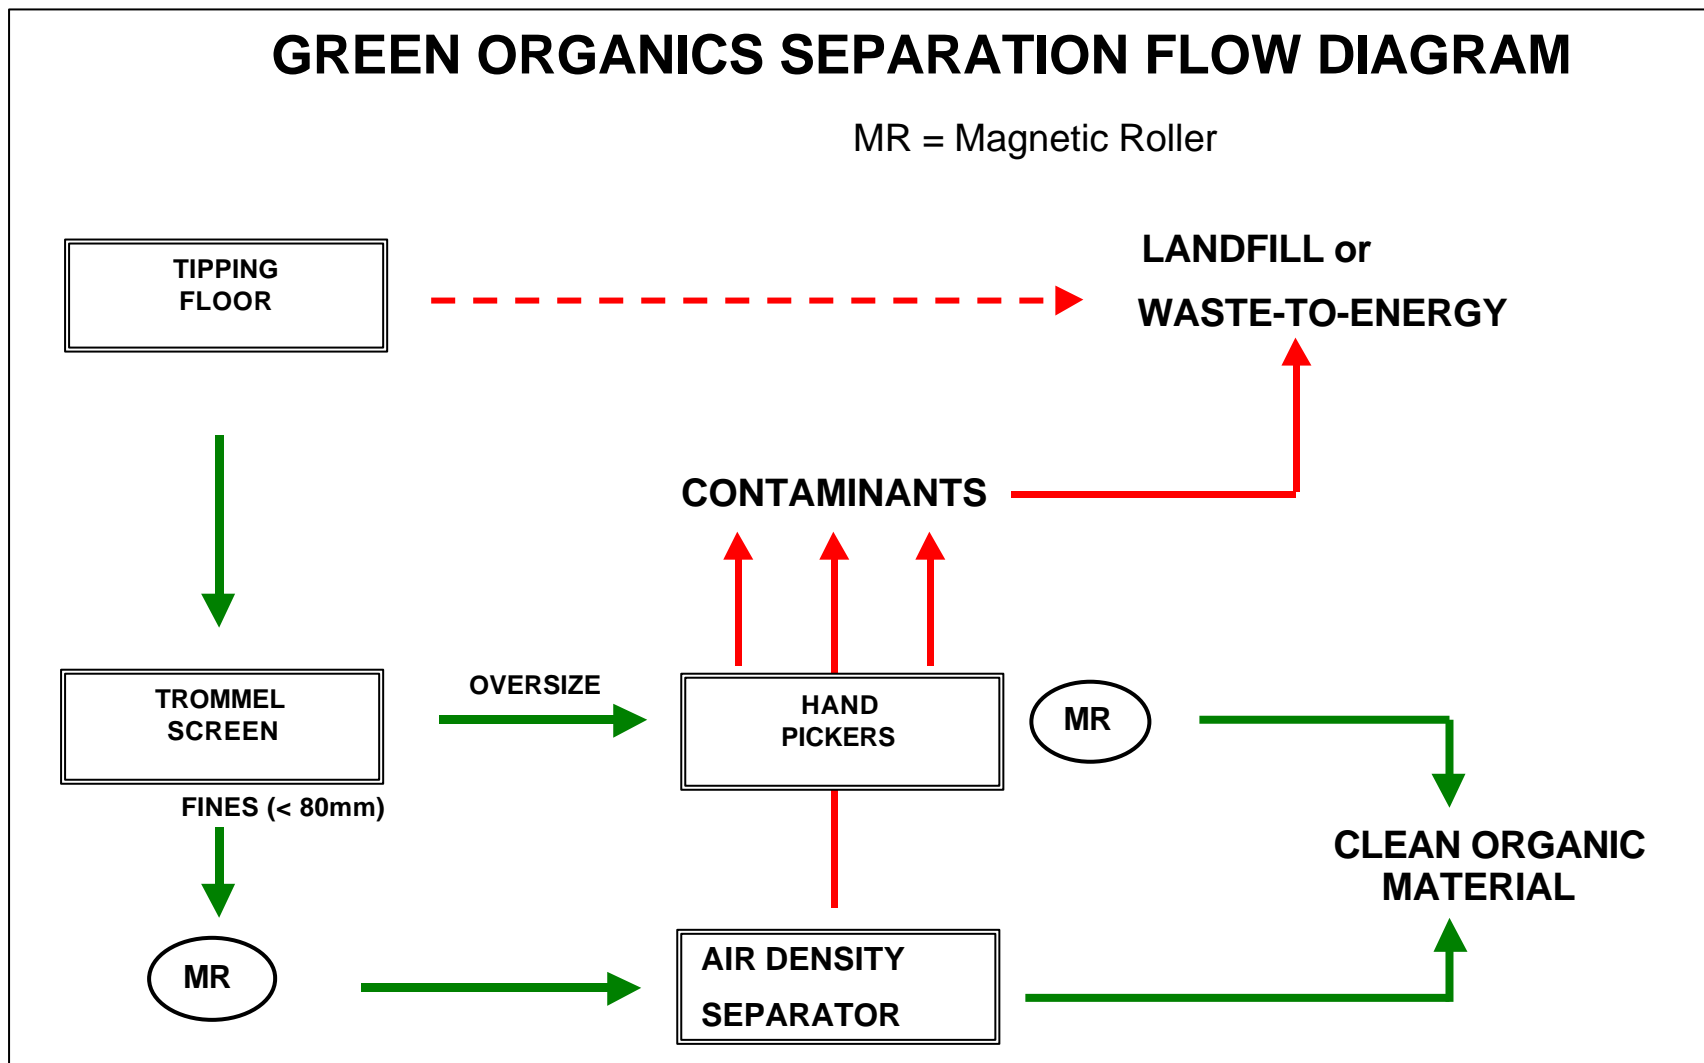 GREEN ORGANICS SEPARATION FLOW DIAGRAM
MR = Magnetic Roller
TIPPING
FLOOR
LANDFILL or
WASTE-TO-ENERGY
CONTAMINANTS
TROMMEL
SCREEN
OVERSIZE
HAND
PICKERS
MR
FINES (< 80mm)
CLEAN ORGANIC
MATERIAL
MR
AIR DENSITY
SEPARATOR